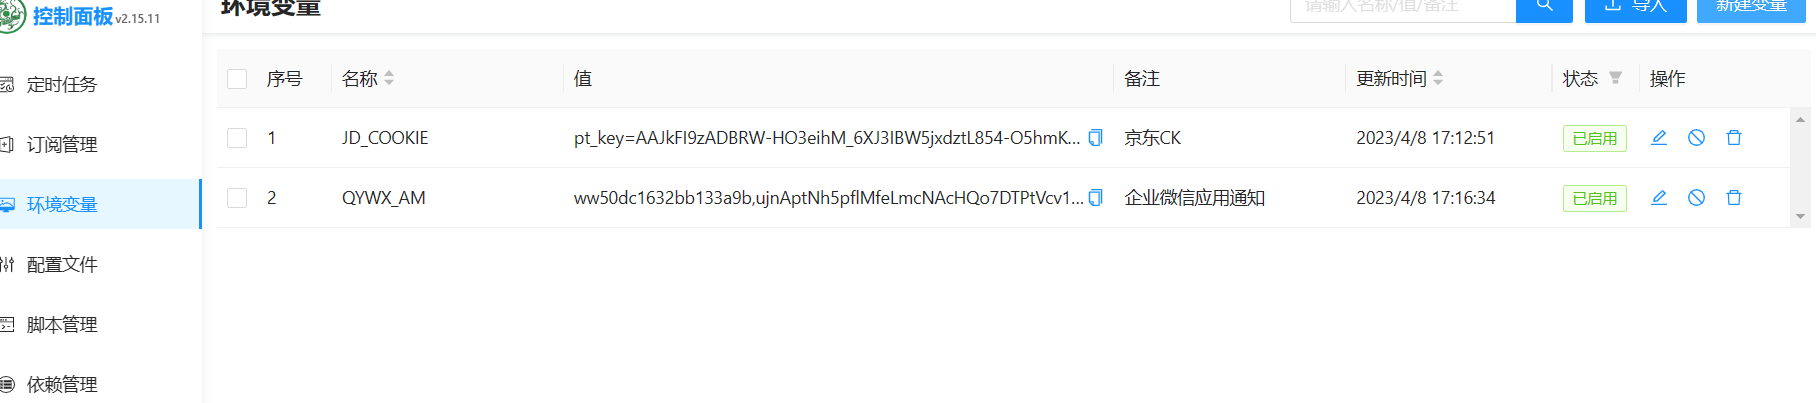 控制面板 v2.15.11
环境变量
请输入名称/值/备注
导入
新建变量
定时任务
订阅管理
环境变量
配置文件
脚本管理
依赖管理
序号 名称 值 备注 更新时间 状态 操作
1 JD_COOKIE pt_key=AAJkFI9zADBRW-HO3eihM_6XJ3IBW5jxdztL854-O5hmK... 京东CK 2023/4/8 17:12:51 已启用
2 QYWX_AM ww50dc1632bb133a9b,ujnAptNh5pflMfeLmcNAcHQo7DTPtVcv1... 企业微信应用通知 2023/4/8 17:16:34 已启用